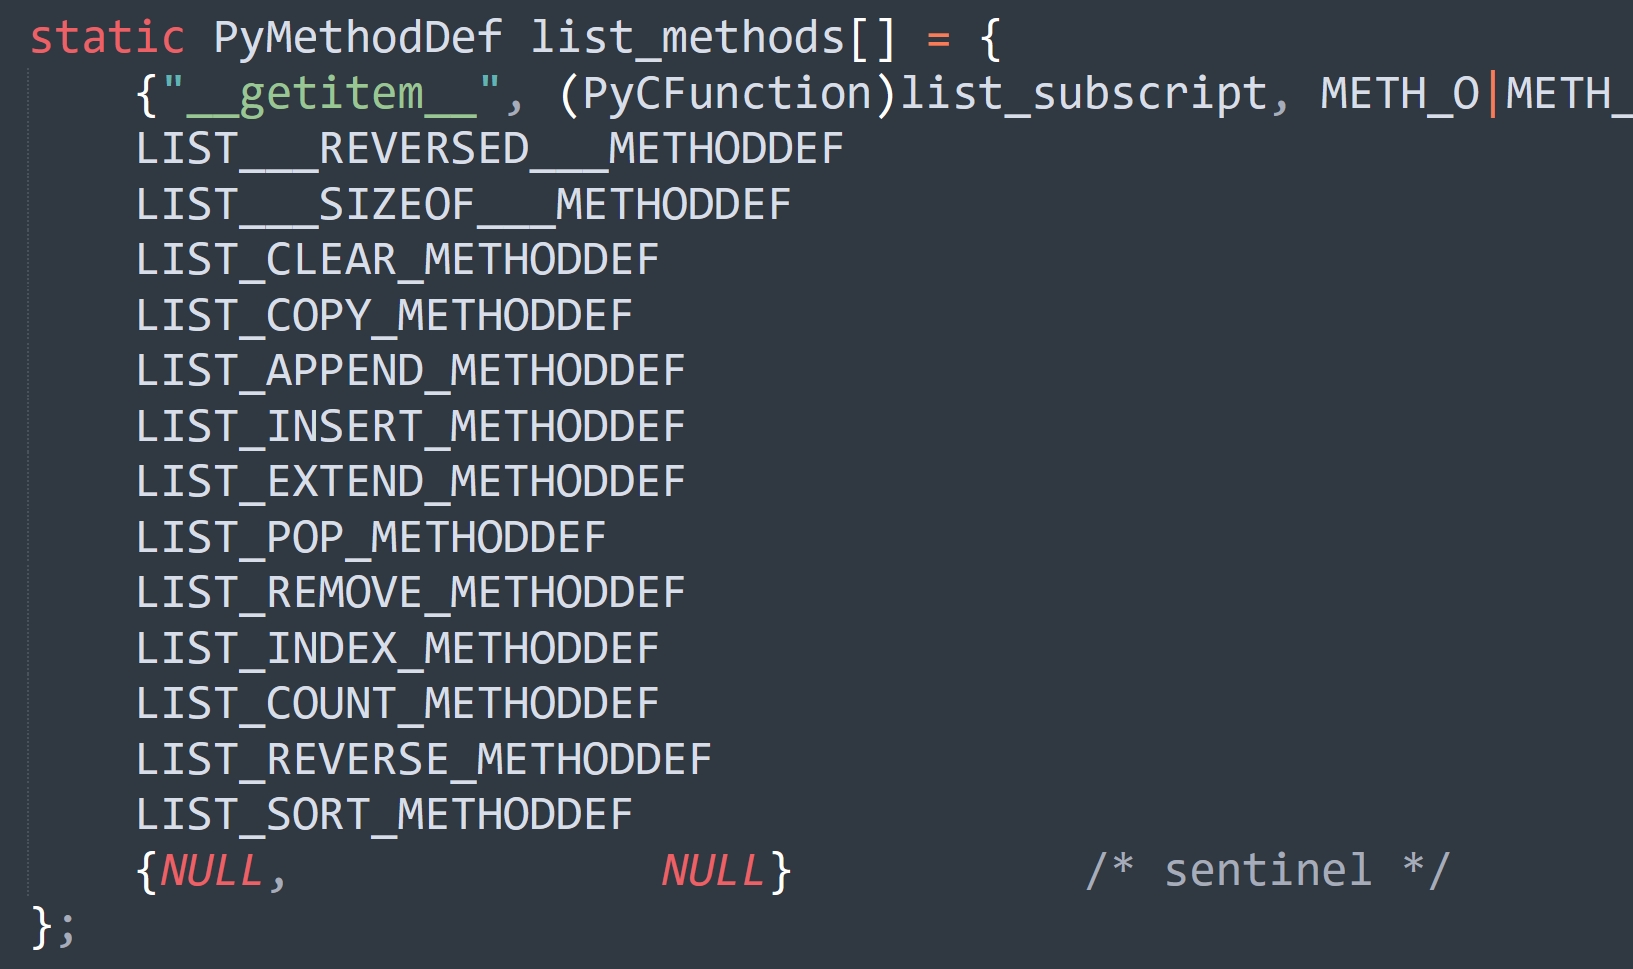 static PyMethodDef list_methods[] = {
    {"__getitem__", (PyCFunction)list_subscript, METH_O|METH_
    LIST___REVERSED___METHODDEF
    LIST___SIZEOF___METHODDEF
    LIST_CLEAR_METHODDEF
    LIST_COPY_METHODDEF
    LIST_APPEND_METHODDEF
    LIST_INSERT_METHODDEF
    LIST_EXTEND_METHODDEF
    LIST_POP_METHODDEF
    LIST_REMOVE_METHODDEF
    LIST_INDEX_METHODDEF
    LIST_COUNT_METHODDEF
    LIST_REVERSE_METHODDEF
    LIST_SORT_METHODDEF
    {NULL,              NULL}           /* sentinel */
};